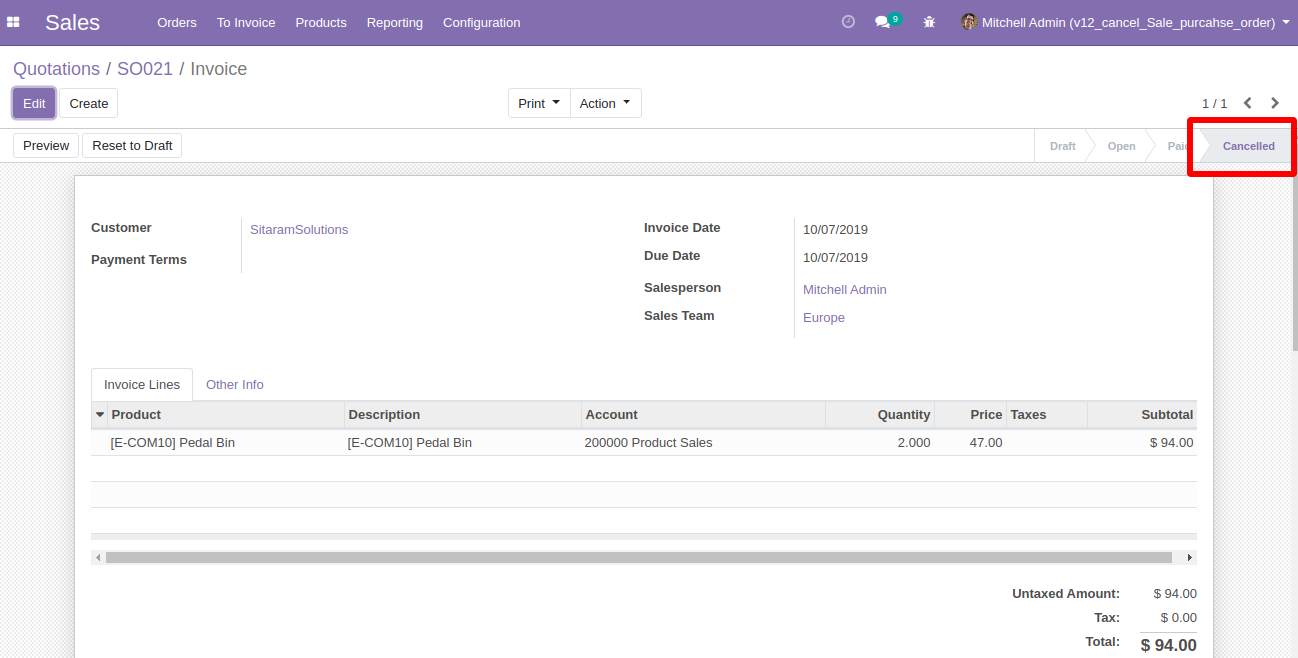 Sales Orders To Invoice Products Reporting Configuration 9 Mitchell Admin (v12_cancel_Sale_purcahse_order)
Quotations / SO021 / Invoice
Edit Create Print Action 1 / 1
Preview Reset to Draft Draft Open Paid Cancelled
Customer SitaramSolutions Invoice Date 10/07/2019
Payment Terms Due Date 10/07/2019
Salesperson Mitchell Admin
Sales Team Europe
Invoice Lines Other Info
Product Description Account Quantity Price Taxes Subtotal
[E-COM10] Pedal Bin [E-COM10] Pedal Bin 200000 Product Sales 2.000 47.00 $ 94.00
Untaxed Amount: $ 94.00
Tax: $ 0.00
Total: $ 94.00